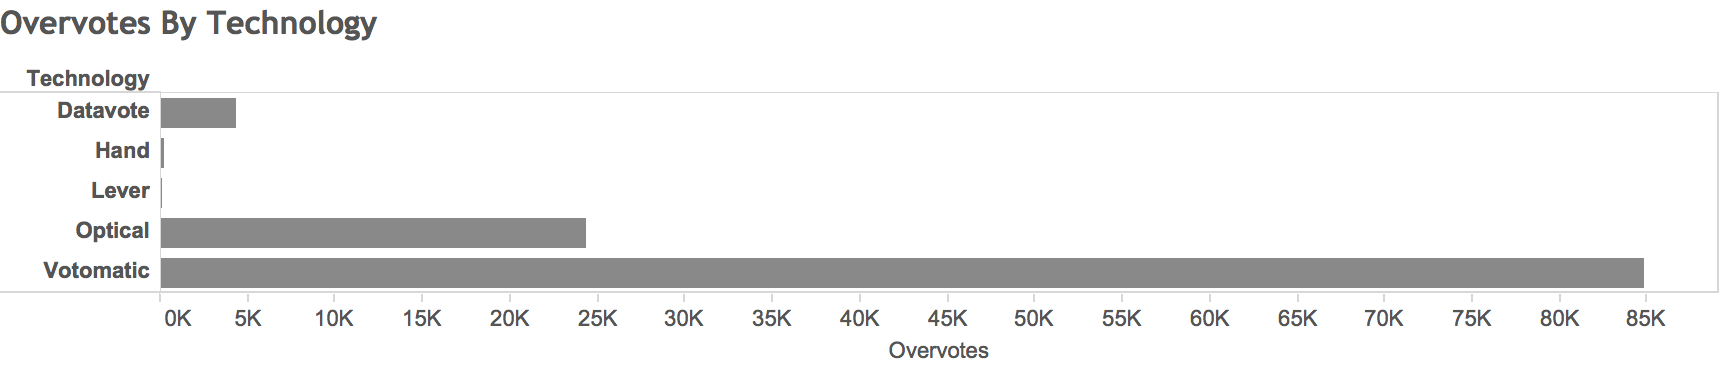 Overvotes By Technology
Technology
Datavote
Hand
Lever
Optical
Votomatic
0K 5K 10K 15K 20K 25K 30K 35K 40K 45K 50K 55K 60K 65K 70K 75K 80K 85K
Overvotes